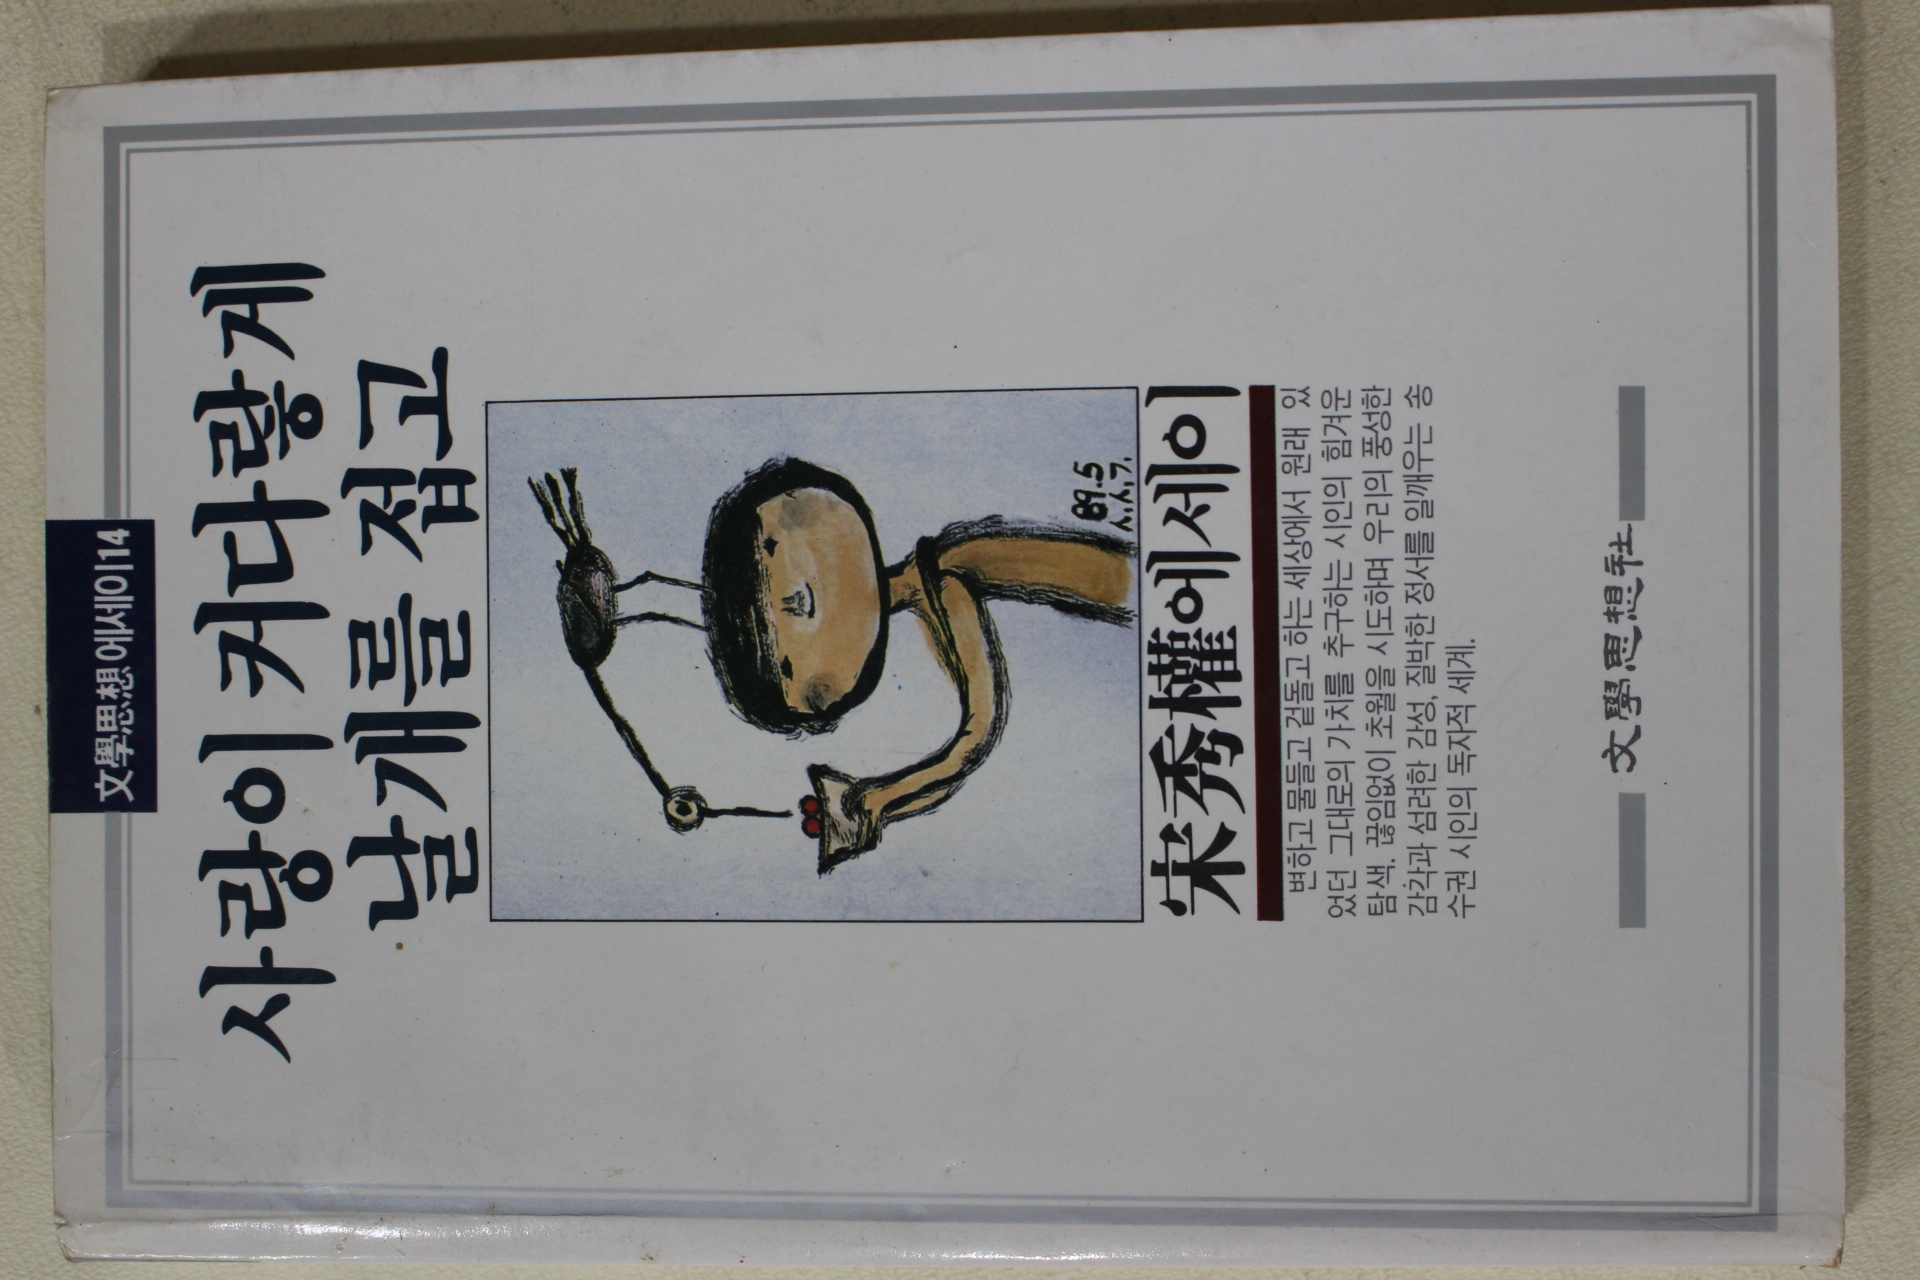 文學思想 에세이 14
사랑이 커다랗게
날개를 접고
89.5
ㅅ.ㅅ.ㄱ.
宋秀權에세이
변하고 물들고 겉돌고 하는 세상에서 원래 있
었던 그대로의 가치를 추구하는 시인의 힘겨운
탐색. 끊임없이 초월을 시도하며 우리의 풍성한
감각과 섬려한 감성, 질박한 정서를 일깨우는 송
수권 시인의 독자적 세계.
文學思想社